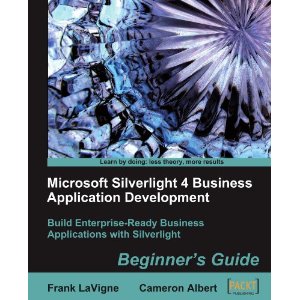 Learn by doing: less theory, more results
Microsoft Silverlight 4 Business
Application Development
Build Enterprise-Ready Business
Applications with Silverlight
Beginner's Guide
Frank LaVigne Cameron Albert
PACKT
PUBLISHING